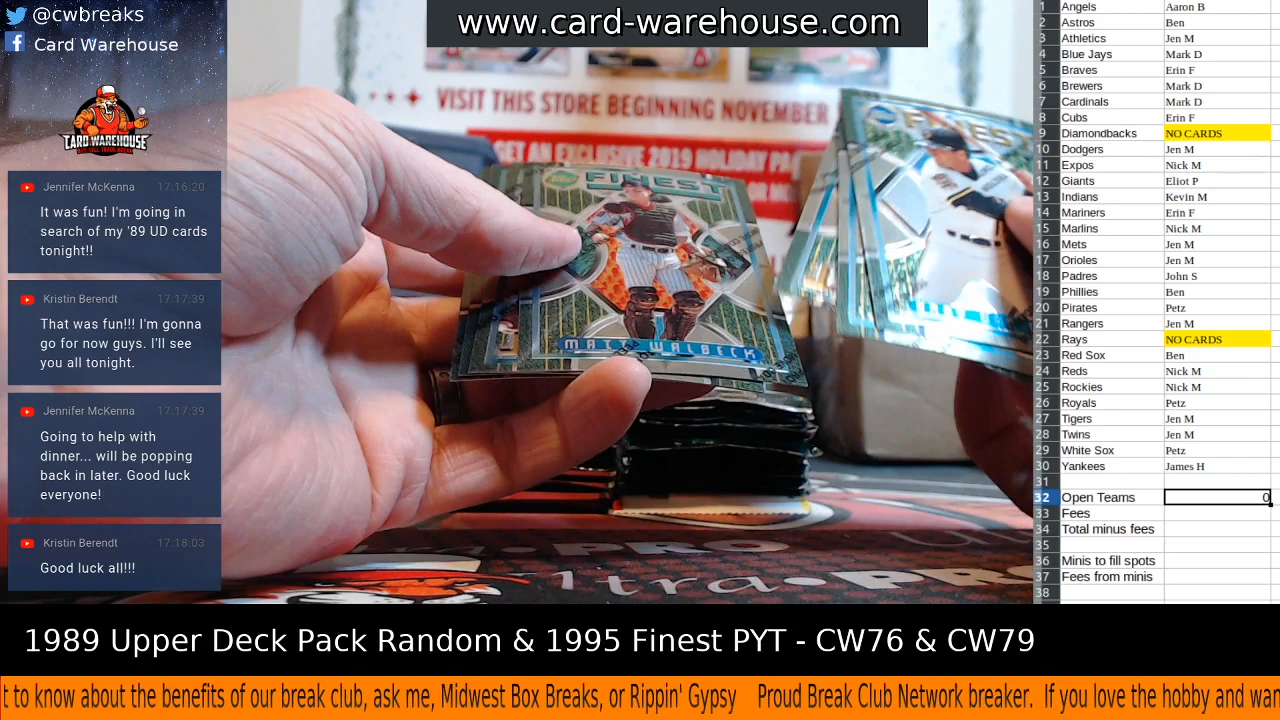 @cwbreaks
Card Warehouse
CARD WAREHOUSE
Jennifer McKenna 17:16:20
It was fun! I'm going in
search of my '89 UD cards
tonight!!
Kristin Berendt 17:17:39
That was fun!!! I'm gonna
go for now guys. I'll see
you all tonight.
Jennifer McKenna 17:17:39
Going to help with
dinner... will be popping
back in later. Good luck
everyone!
Kristin Berendt 17:18:03
Good luck all!!!
www.card-warehouse.com
VISIT THIS STORE BEGINNING NOVEMBER
GET AN EXCLUSIVE 2019 HOLIDAY PA
FINEST
FINEST
MATT WALBECK
PRO
ltra PRO
1 Angels Aaron B
2 Astros Ben
3 Athletics Jen M
4 Blue Jays Mark D
5 Braves Erin F
6 Brewers Mark D
7 Cardinals Mark D
8 Cubs Erin F
9 Diamondbacks NO CARDS
10 Dodgers Jen M
11 Expos Nick M
12 Giants Eliot P
13 Indians Kevin M
14 Mariners Erin F
15 Marlins Nick M
16 Mets Jen M
17 Orioles Jen M
18 Padres John S
19 Phillies Ben
20 Pirates Petz
21 Rangers Jen M
22 Rays NO CARDS
23 Red Sox Ben
24 Reds Nick M
25 Rockies Nick M
26 Royals Petz
27 Tigers Jen M
28 Twins Jen M
29 White Sox Petz
30 Yankees James H
31
32 Open Teams 0
33 Fees
34 Total minus fees
35
36 Minis to fill spots
37 Fees from minis
38
1989 Upper Deck Pack Random & 1995 Finest PYT - CW76 & CW79
t to know about the benefits of our break club, ask me, Midwest Box Breaks, or Rippin' Gypsy Proud Break Club Network breaker. If you love the hobby and wan